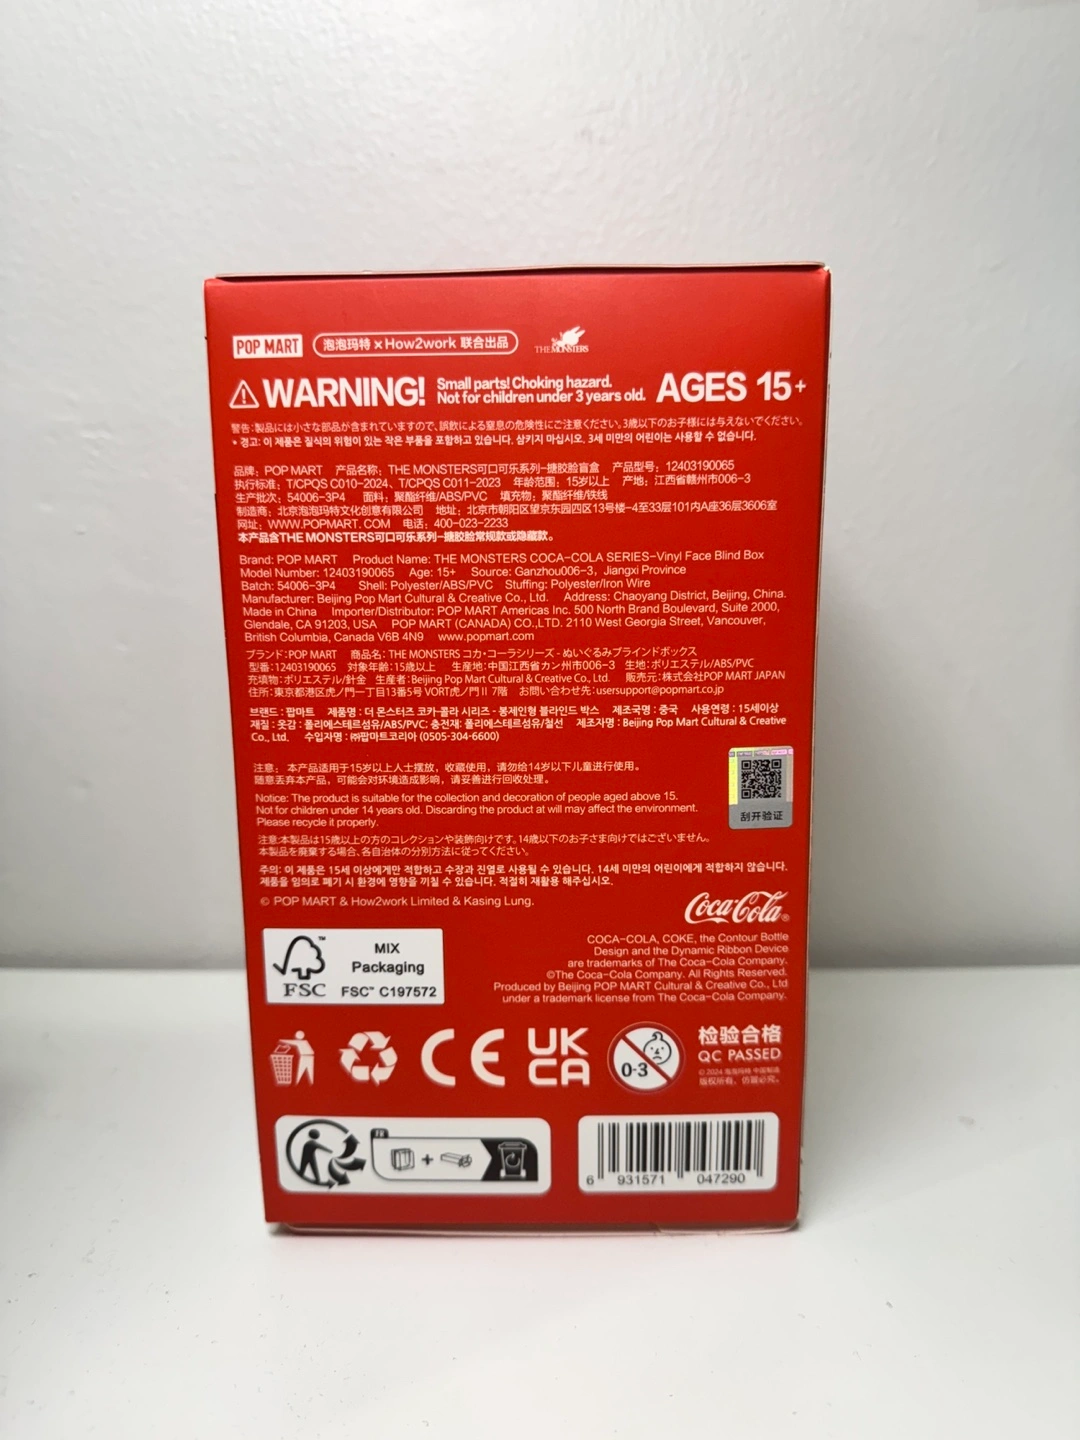 POP MART 泡泡玛特 × How2work 联合出品 THE MONSTERS
WARNING! Small parts! Choking hazard. AGES 15+
Not for children under 3 years old.
警告:製品には小さな部品が含まれていますので、誤飲による窒息の危険性にご注意ください。3歳以下のお子様には与えないでください。
* 경고: 이 제품은 질식의 위험이 있는 작은 부품을 포함하고 있습니다. 삼키지 마십시오. 3세 미만의 어린이는 사용할 수 없습니다.
品牌：POP MART 产品名称：THE MONSTERS可口可乐系列-搪胶脸盲盒 产品型号：12403190065
执行标准：T/CPQS C010-2024、T/CPQS C011-2023 年龄范围：15岁以上 产地：江西省赣州市006-3
生产批次：54006-3P4 面料：聚酯纤维/ABS/PVC 填充物：聚酯纤维/铁线
制造商：北京泡泡玛特文化创意有限公司 地址：北京市朝阳区望京东园四区13号楼-4至33层101内A座36层3606室
网址：WWW.POPMART.COM 电话：400-023-2233
本产品含THE MONSTERS可口可乐系列-搪胶脸常规款或隐藏款。
Brand: POP MART Product Name: THE MONSTERS COCA-COLA SERIES-Vinyl Face Blind Box
Model Number: 12403190065 Age: 15+ Source: Ganzhou006-3, Jiangxi Province
Batch: 54006-3P4 Shell: Polyester/ABS/PVC Stuffing: Polyester/Iron Wire
Manufacturer: Beijing Pop Mart Cultural & Creative Co., Ltd. Address: Chaoyang District, Beijing, China.
Made in China Importer/Distributor: POP MART Americas Inc. 500 North Brand Boulevard, Suite 2000,
Glendale, CA 91203, USA POP MART (CANADA) CO.,LTD. 2110 West Georgia Street, Vancouver,
British Columbia, Canada V6B 4N9 www.popmart.com
ブランド:POP MART 商品名：THE MONSTERS コカ・コーラシリーズ - ぬいぐるみブラインドボックス
型番:12403190065 対象年齢:15歳以上 生産地:中国江西省カン州市006-3 生地:ポリエステル/ABS/PVC
充填物:ポリエステル/針金 生産者:Beijing Pop Mart Cultural & Creative Co., Ltd. 販売元:株式会社POP MART JAPAN
住所:東京都港区虎ノ門一丁目13番5号 VORT虎ノ門Ⅱ 7階 お問い合わせ先:usersupport@popmart.co.jp
브랜드 : 팝마트 제품명 : 더 몬스터즈 코카-콜라 시리즈 - 봉제인형 블라인드 박스 제조국명 : 중국 사용연령 : 15세이상
재질 : 옷감 : 폴리에스테르섬유/ABS/PVC; 충전재: 폴리에스테르섬유/철선 제조자명 : Beijing Pop Mart Cultural & Creative
Co., Ltd. 수입자명 : ㈜팝마트코리아 (0505-304-6600)
注意：本产品适用于15岁以上人士摆放，收藏使用，请勿给14岁以下儿童进行使用。
随意丢弃本产品，可能会对环境造成影响，请妥善进行回收处理。
刮开验证
Notice: The product is suitable for the collection and decoration of people aged above 15.
Not for children under 14 years old. Discarding the product at will may affect the environment.
Please recycle it properly.
注意:本製品は15歳以上の方のコレクションや装飾向けです。14歳以下のお子さま向けではございません。
本製品を廃棄する場合、各自治体の分別方法に従ってください。
주의: 이 제품은 15세 이상에게만 적합하고 수장과 진열로 사용될 수 있습니다. 14세 미만의 어린이에게 적합하지 않습니다.
제품을 임의로 폐기 시 환경에 영향을 끼칠 수 있습니다. 적절히 재활용 해주십시오.
© POP MART & How2work Limited & Kasing Lung.
Coca-Cola®
COCA-COLA, COKE, the Contour Bottle
Design and the Dynamic Ribbon Device
are trademarks of The Coca-Cola Company.
©The Coca-Cola Company. All Rights Reserved.
Produced by Beijing POP MART Cultural & Creative Co., Ltd
under a trademark license from The Coca-Cola Company.
FSC™
MIX
Packaging
FSC™ C197572
CE
UK
CA
0-3
检验合格
QC PASSED
© 2024 泡泡玛特 中国制造
版权所有，仿冒必究。
FR
6 931571 047290